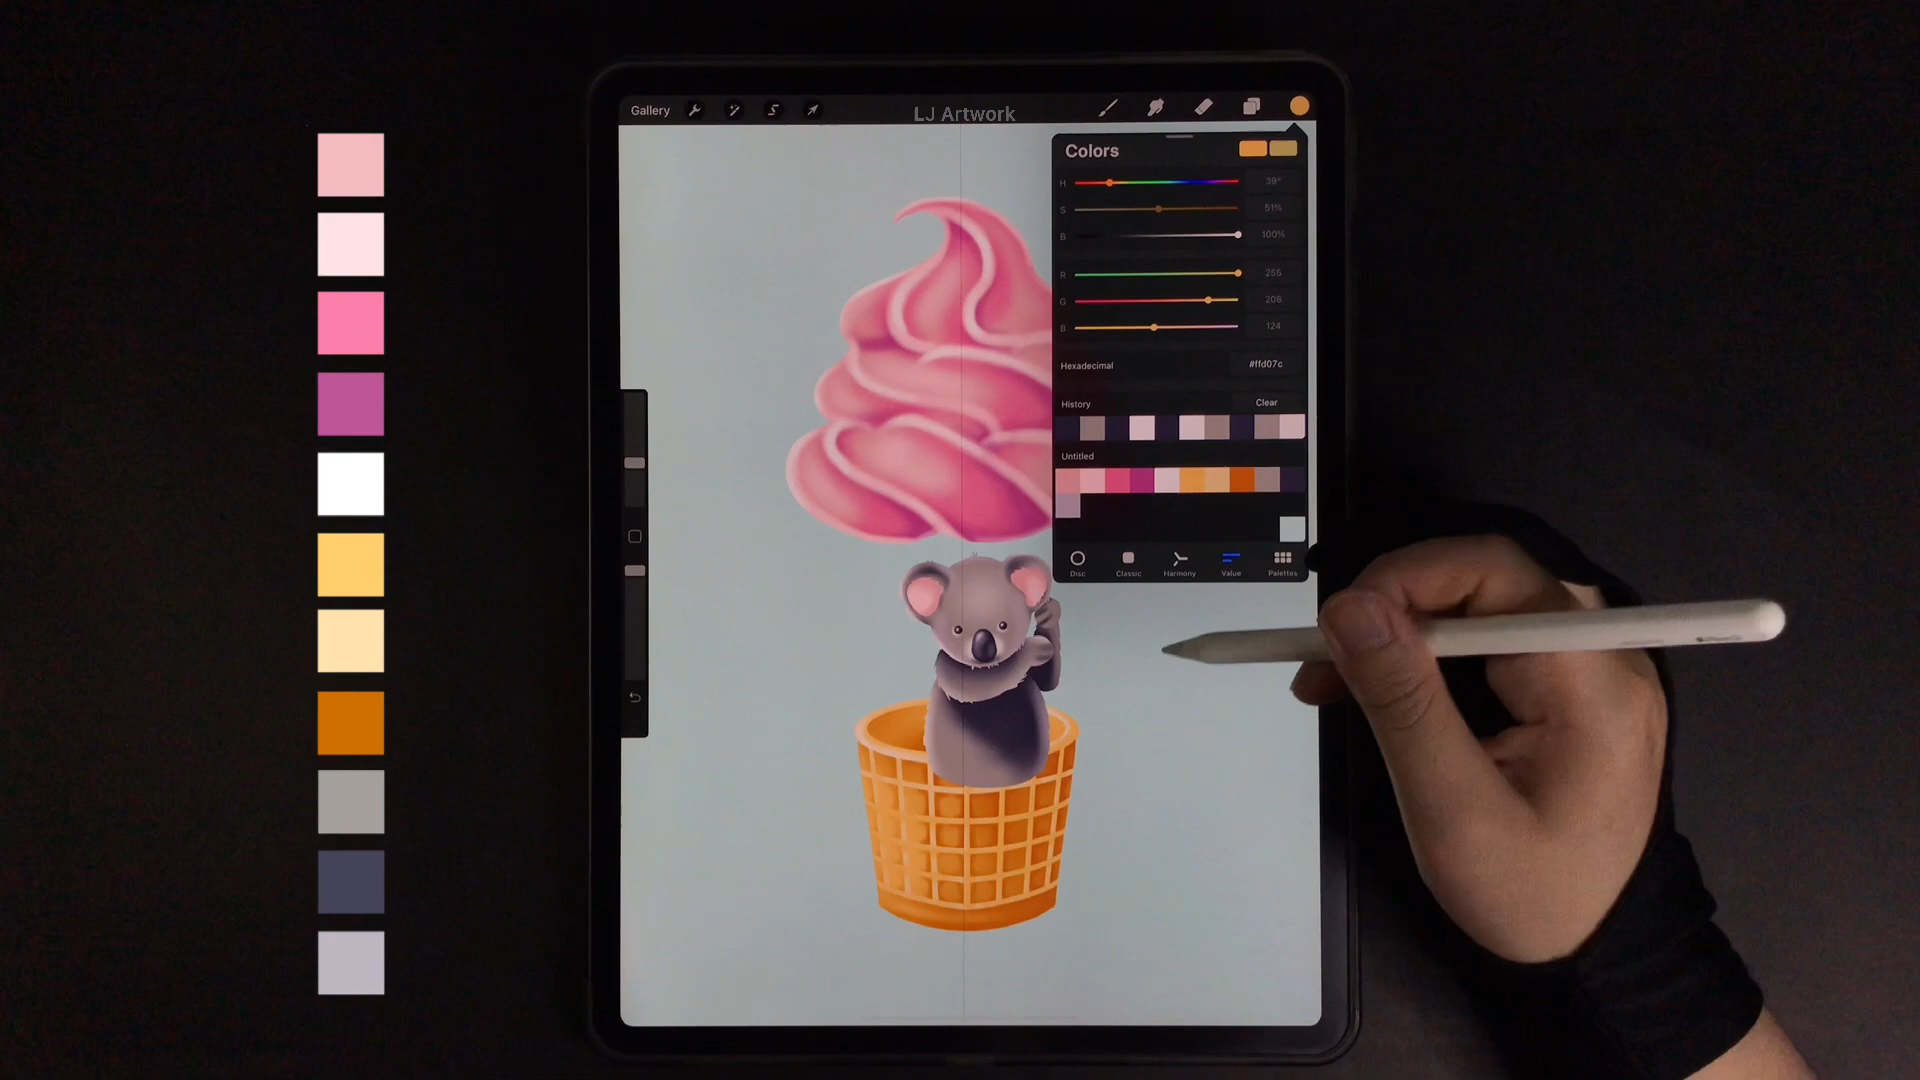 Gallery
LJ Artwork
Colors
H 39°
S 51%
B 100%
R 255
G 208
B 124
Hexadecimal #ffd07c
History Clear
Untitled
Disc Classic Harmony Value Palettes